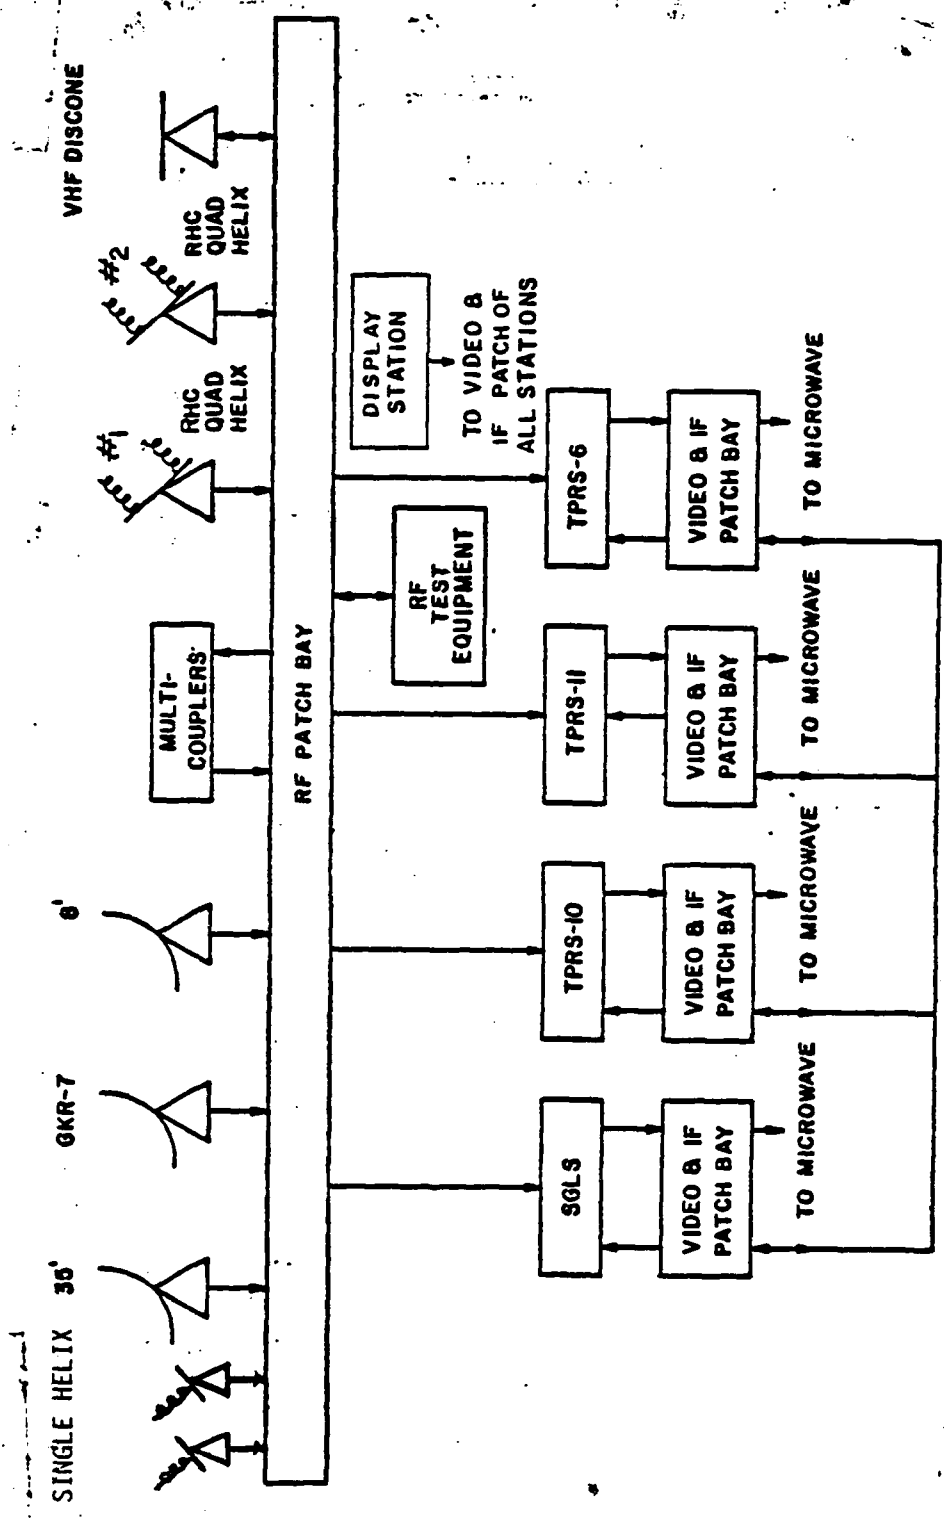 SINGLE HELIX
36'
GKR-7
8'
MULTI-
COUPLERS
#1
RHC
QUAD
HELIX
#2
RHC
QUAD
HELIX
VHF DISCONE
RF PATCH BAY
RF
TEST
EQUIPMENT
DISPLAY
STATION
TO VIDEO &
IF PATCH OF
ALL STATIONS
SGLS
TPRS-10
TPRS-11
TPRS-6
VIDEO & IF
PATCH BAY
VIDEO & IF
PATCH BAY
VIDEO & IF
PATCH BAY
VIDEO & IF
PATCH BAY
TO MICROWAVE
TO MICROWAVE
TO MICROWAVE
TO MICROWAVE